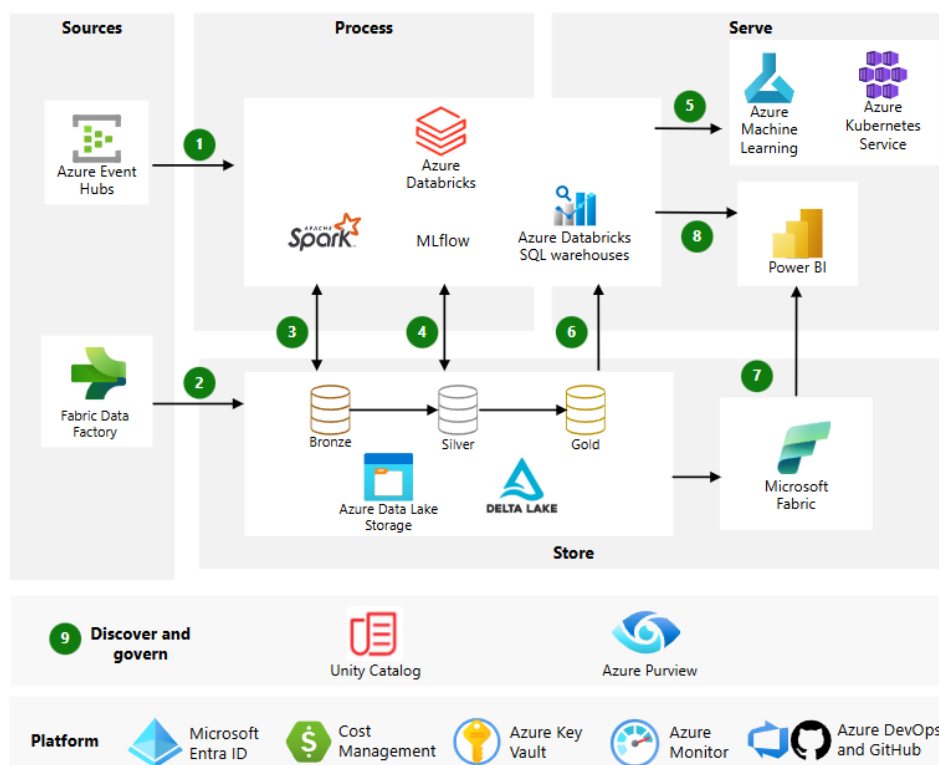 Sources
Process
Serve
Azure Event
Hubs
1
Azure
Databricks
APACHE
Spark
MLflow
Azure Databricks
SQL warehouses
5
Azure
Machine
Learning
Azure
Kubernetes
Service
8
Power BI
3
4
6
7
Fabric Data
Factory
2
Bronze
Silver
Gold
Azure Data Lake
Storage
DELTA LAKE
Microsoft
Fabric
Store
9
Discover and
govern
Unity Catalog
Azure Purview
Platform
Microsoft
Entra ID
$
Cost
Management
Azure Key
Vault
Azure
Monitor
Azure DevOps
and GitHub